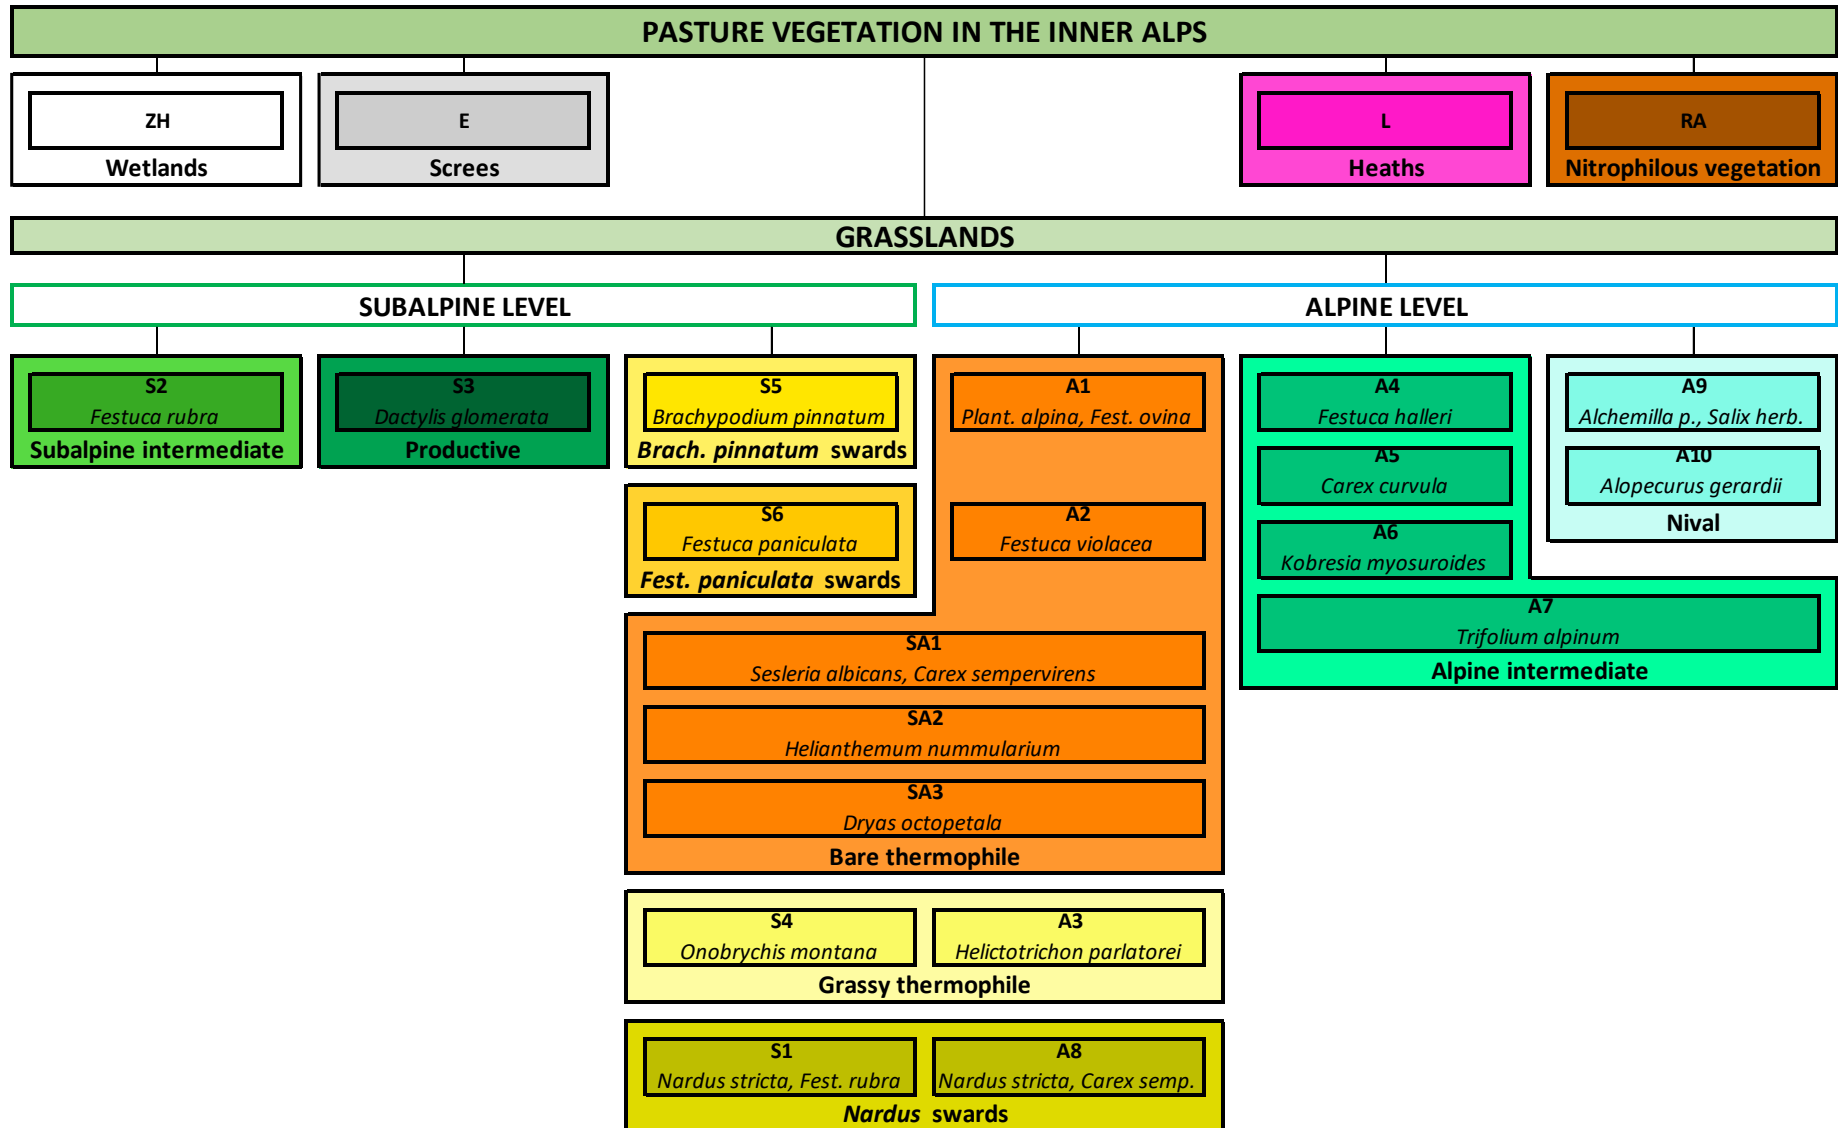 PASTURE VEGETATION IN THE INNER ALPS
ZH
Wetlands
E
Screes
L
Heaths
RA
Nitrophilous vegetation
GRASSLANDS
SUBALPINE LEVEL
ALPINE LEVEL
S2
Festuca rubra
Subalpine intermediate
S3
Dactylis glomerata
Productive
S5
Brachypodium pinnatum
Brach. pinnatum swards
S6
Festuca paniculata
Fest. paniculata swards
A1
Plant. alpina, Fest. ovina
A2
Festuca violacea
SA1
Sesleria albicans, Carex sempervirens
SA2
Helianthemum nummularium
SA3
Dryas octopetala
Bare thermophile
A4
Festuca halleri
A5
Carex curvula
A6
Kobresia myosuroides
A7
Trifolium alpinum
Alpine intermediate
A9
Alchemilla p., Salix herb.
A10
Alopecurus gerardii
Nival
S4
Onobrychis montana
A3
Helictotrichon parlatorei
Grassy thermophile
S1
Nardus stricta, Fest. rubra
A8
Nardus stricta, Carex semp.
Nardus swards